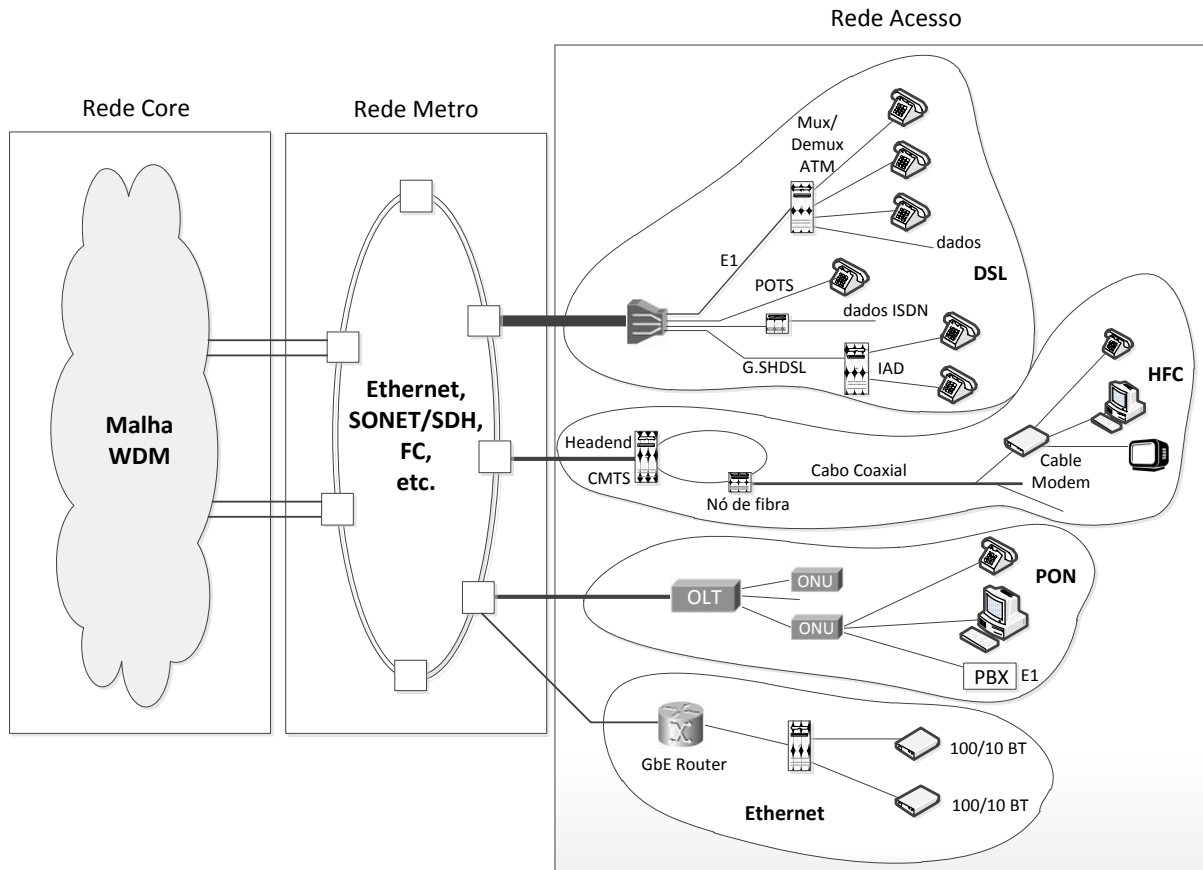 Rede Acesso
Rede Core
Rede Metro
Malha
WDM
Ethernet,
SONET/SDH,
FC,
etc.
Mux/
Demux
ATM
dados
E1
DSL
POTS
dados ISDN
G.SHDSL
IAD
HFC
Headend
CMTS
Nó de fibra
Cabo Coaxial
Cable
Modem
PON
OLT
ONU
ONU
PBX
E1
GbE Router
100/10 BT
100/10 BT
Ethernet